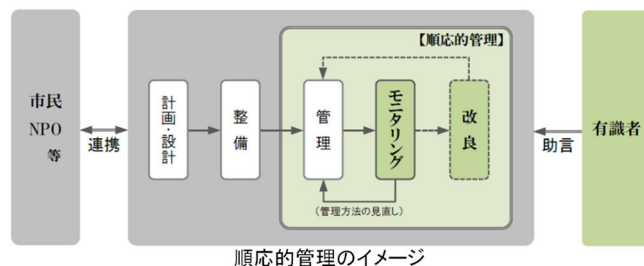 【順応的管理】
市民
NPO
等
連携
計画・設計
整備
管理
モニタリング
改良
(管理方法の見直し)
助言
有識者
順応的管理のイメージ